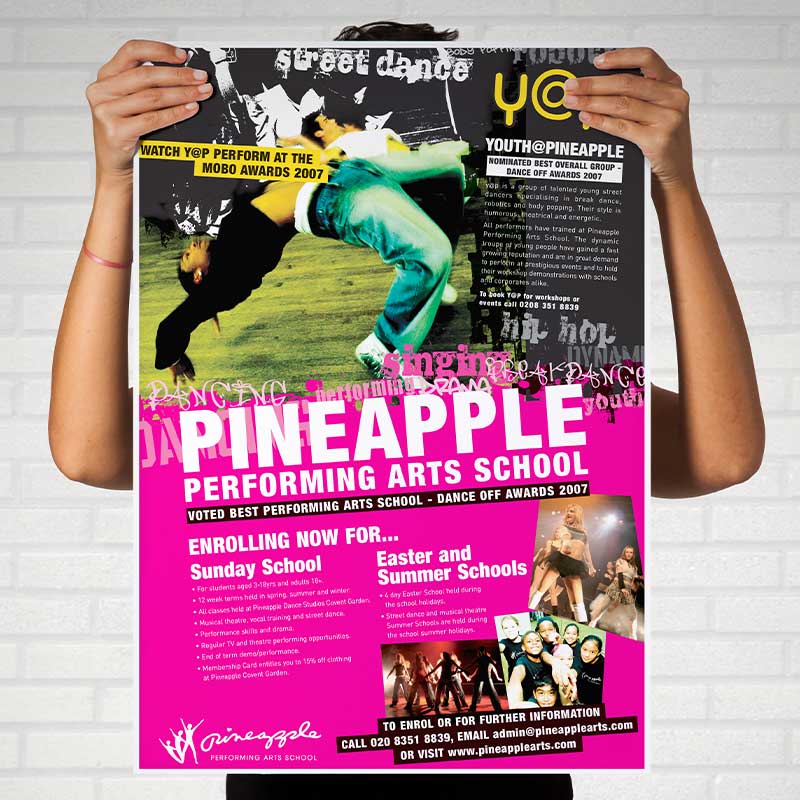 street dance
BODY POPPING
ROBOTICS
Y@P
WATCH Y@P PERFORM AT THE
MOBO AWARDS 2007
YOUTH@PINEAPPLE
NOMINATED BEST OVERALL GROUP -
DANCE OFF AWARDS 2007
y@p is a group of talented young street
dancers specialising in break dance,
robotics and body popping. Their style is
humorous, theatrical and energetic.
All performers have trained at Pineapple
Performing Arts School. The dynamic
troupe of young people have gained a fast
growing reputation and are in great demand
to perform at prestigious events and to hold
their workshop demonstrations with schools
and corporates alike.
To book Y@P for workshops or
events call 0208 351 8839
hip hop
DYNAMI
singing
BREAKDANCE
DANCING
performing
DRAMA
youth
PINEAPPLE
PERFORMING ARTS SCHOOL
VOTED BEST PERFORMING ARTS SCHOOL - DANCE OFF AWARDS 2007
ENROLLING NOW FOR...
Sunday School
• For students aged 3-18yrs and adults 18+.
• 12 week terms held in spring, summer and winter.
• All classes held at Pineapple Dance Studios Covent Garden.
• Musical theatre, vocal training and street dance.
• Performance skills and drama.
• Regular TV and theatre performing opportunities.
• End of term demo/performance.
• Membership Card entitles you to 15% off clothing
at Pineapple Covent Garden.
Easter and
Summer Schools
• 4 day Easter School held during
the school holidays.
• Street dance and musical theatre
Summer Schools are held during
the school summer holidays.
TO ENROL OR FOR FURTHER INFORMATION
CALL 020 8351 8839, EMAIL admin@pineapplearts.com
OR VISIT www.pineapplearts.com
pineapple
PERFORMING ARTS SCHOOL